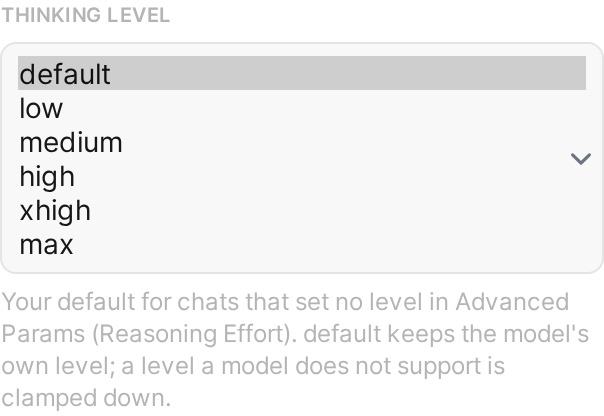 THINKING LEVEL
default
low
medium
high
xhigh
max
Your default for chats that set no level in Advanced
Params (Reasoning Effort). default keeps the model's
own level; a level a model does not support is
clamped down.